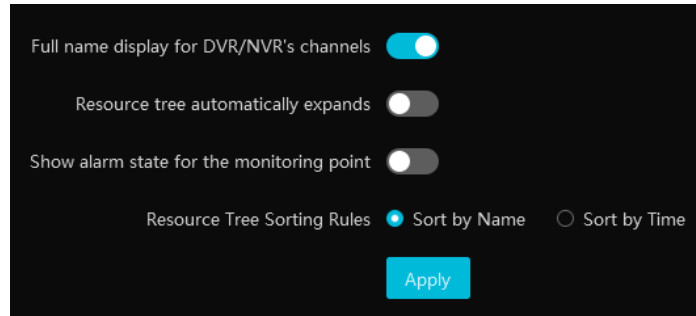 Full name display for DVR/NVR's channels
Resource tree automatically expands
Show alarm state for the monitoring point
Resource Tree Sorting Rules Sort by Name Sort by Time
Apply